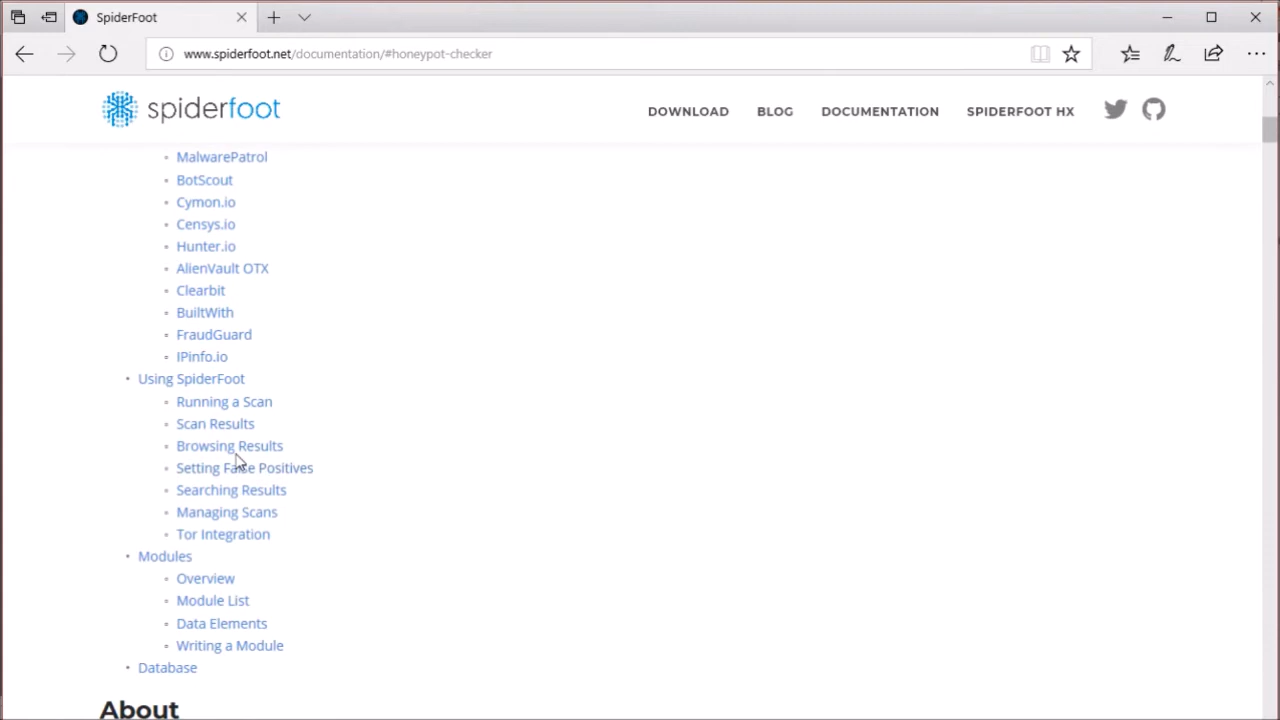 SpiderFoot
www.spiderfoot.net/documentation/#honeypot-checker
spiderfoot
DOWNLOAD BLOG DOCUMENTATION SPIDERFOOT HX
MalwarePatrol
BotScout
Cymon.io
Censys.io
Hunter.io
AlienVault OTX
Clearbit
BuiltWith
FraudGuard
IPinfo.io
Using SpiderFoot
Running a Scan
Scan Results
Browsing Results
Setting False Positives
Searching Results
Managing Scans
Tor Integration
Modules
Overview
Module List
Data Elements
Writing a Module
Database
About